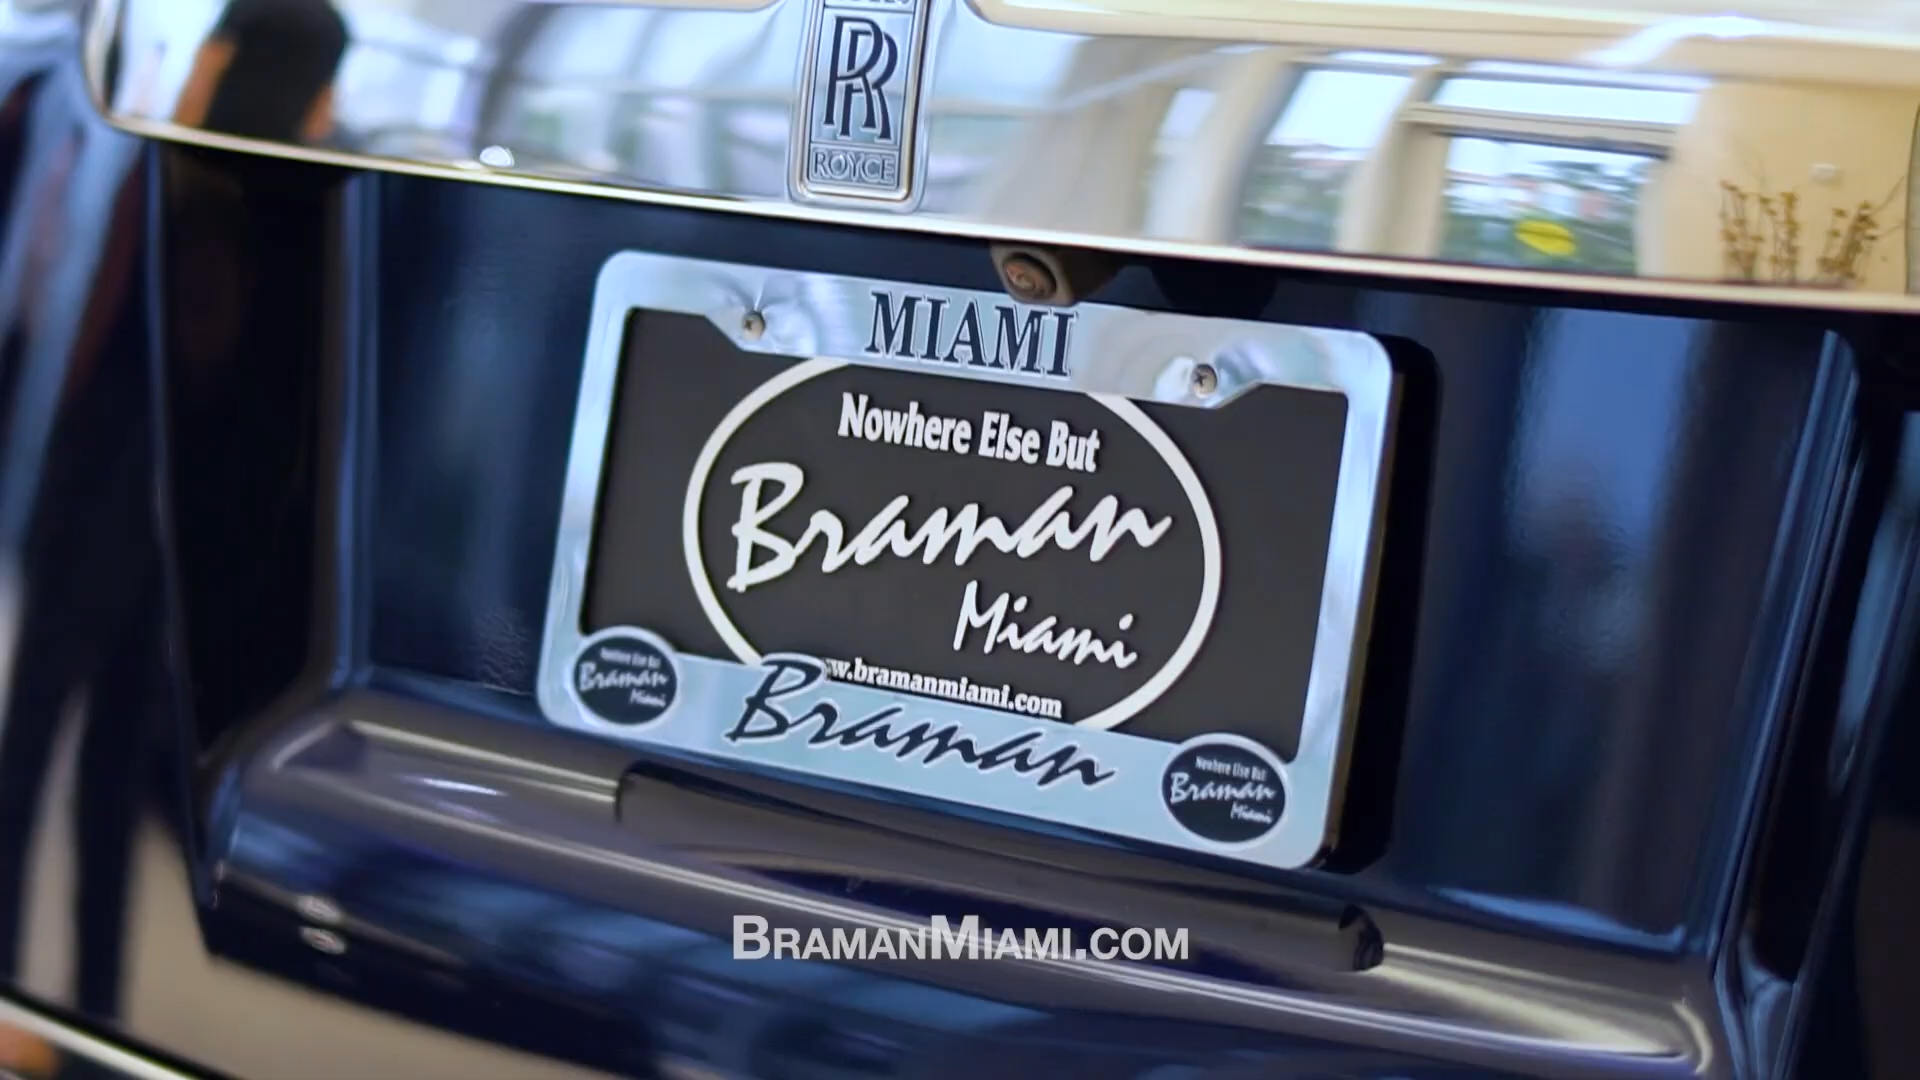 RR
ROYCE
MIAMI
Nowhere Else But
Braman
Miami
w.bramanmiami.com
Braman
Nowhere Else But
Braman
Miami
Nowhere Else But
Braman
Miami
BRAMANMIAMI.COM